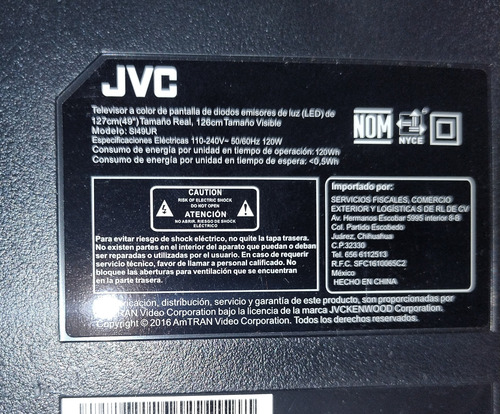 JVC
Televisor a color de pantalla de diodos emisores de luz (LED) de
127cm(49") Tamaño Real, 126cm Tamaño Visible
Modelo: SI49UR
Especificaciones Eléctricas 110-240V~ 50/60Hz 120W
Consumo de energía por unidad en tiempo de operación: 120Wh
Consumo de energía por unidad en tiempo de espera: <0,5Wh
NOM
NYCE
CAUTION
RISK OF ELECTRIC SHOCK
DO NOT OPEN
ATENCIÓN
NO ABRIR. RIESGO DE SHOCK
ELÉCTRICO
Para evitar riesgo de shock eléctrico, no quite la tapa trasera.
No existen partes en el interior del aparato que puedan o deban
ser reparadas o utilizadas por el usuario. En caso de requerir
servicio técnico, favor de llamar a personal calificado. No
bloquee las aberturas para ventilación que se encuentran
en la parte trasera.
Importado por:
SERVICIOS FISCALES, COMERCIO
EXTERIOR Y LOGÍSTICA S DE RL DE CV
Av. Hermanos Escobar 5995 interior 8-B
Col. Partido Escobedo
Juárez, Chihuahua
C.P.32330
Tel. 656 6112513
R.F.C. SFC1610065C2
México
HECHO EN CHINA
icación, distribución, servicio y garantía de este producto, son proporcionadas por
TRAN Video Corporation bajo la licencia de la marca JVCKENWOOD Corporation.
Copyright © 2016 AmTRAN Video Corporation. Todos los derechos reservados.